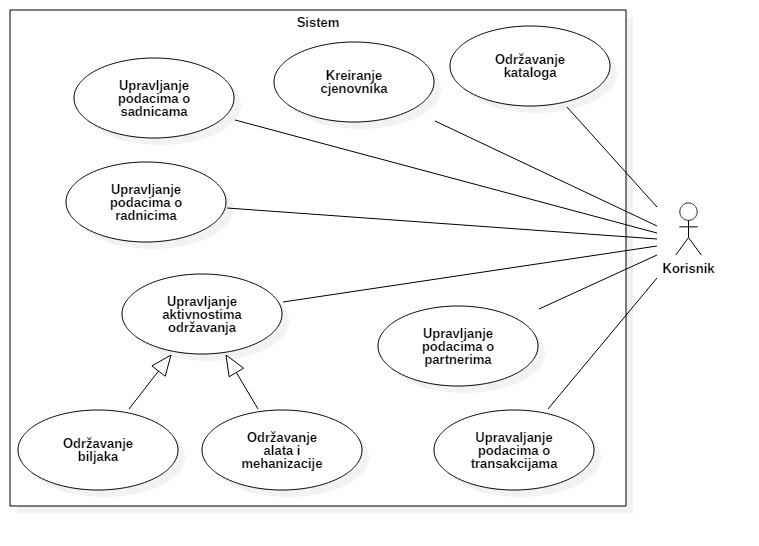 Sistem
Upravljanje
podacima o
sadnicama
Kreiranje
cjenovnika
Održavanje
kataloga
Upravljanje
podacima o
radnicima
Korisnik
Upravljanje
aktivnostima
održavanja
Upravljanje
podacima o
partnerima
Održavanje
biljaka
Održavanje
alata i
mehanizacije
Upravaljanje
podacima o
transakcijama